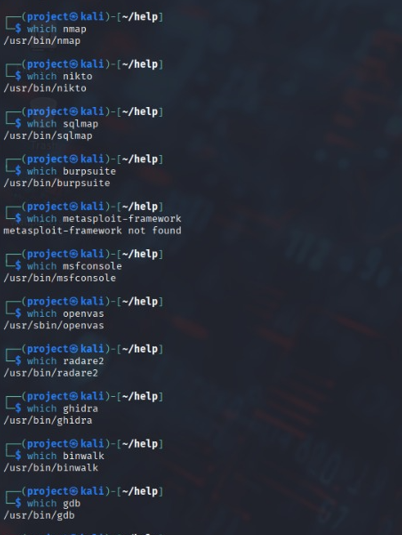 ┌──(project㉿kali)-[~/help]
└─$ which nmap
/usr/bin/nmap
┌──(project㉿kali)-[~/help]
└─$ which nikto
/usr/bin/nikto
┌──(project㉿kali)-[~/help]
└─$ which sqlmap
/usr/bin/sqlmap
┌──(project㉿kali)-[~/help]
└─$ which burpsuite
/usr/bin/burpsuite
┌──(project㉿kali)-[~/help]
└─$ which metasploit-framework
metasploit-framework not found
┌──(project㉿kali)-[~/help]
└─$ which msfconsole
/usr/bin/msfconsole
┌──(project㉿kali)-[~/help]
└─$ which openvas
/usr/sbin/openvas
┌──(project㉿kali)-[~/help]
└─$ which radare2
/usr/bin/radare2
┌──(project㉿kali)-[~/help]
└─$ which ghidra
/usr/bin/ghidra
┌──(project㉿kali)-[~/help]
└─$ which binwalk
/usr/bin/binwalk
┌──(project㉿kali)-[~/help]
└─$ which gdb
/usr/bin/gdb